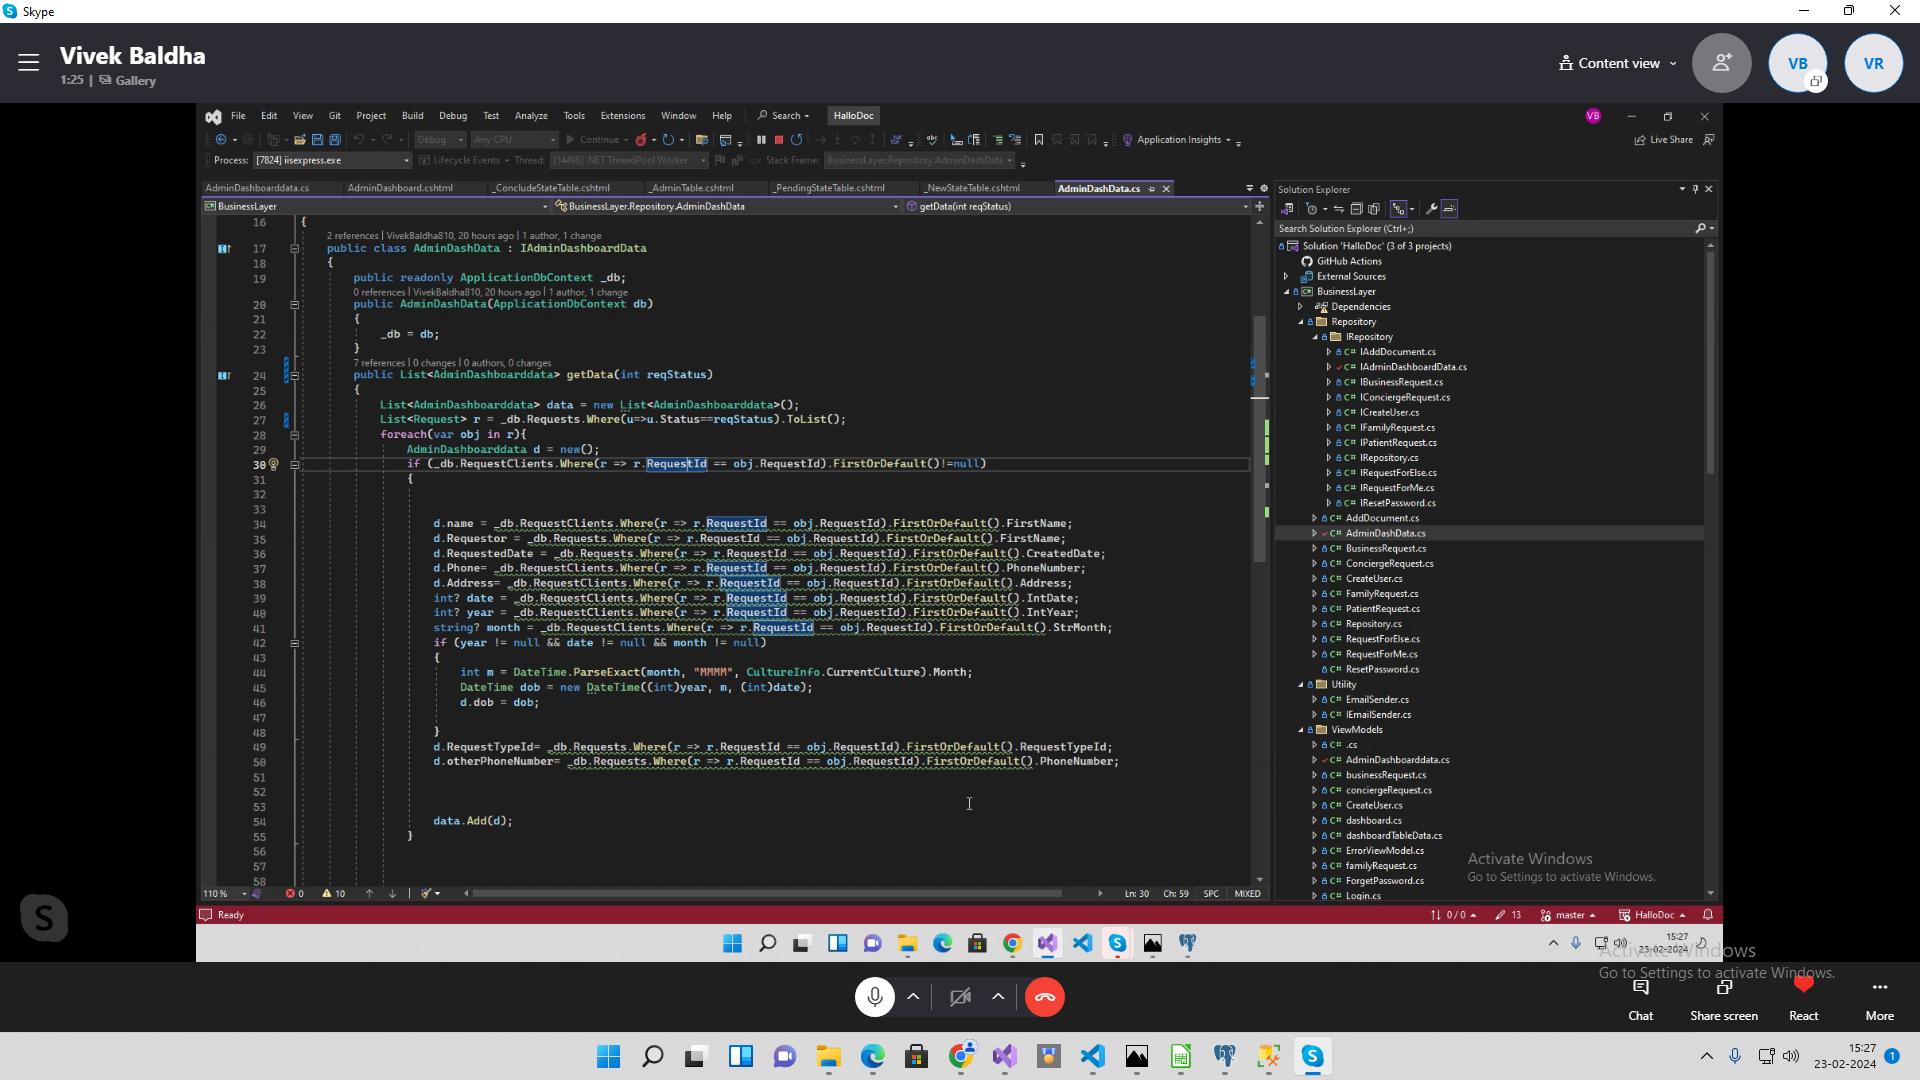 Skype
Vivek Baldha
1:25 | Gallery
Content view
VB
VR
File Edit View Git Project Build Debug Test Analyze Tools Extensions Window Help Search HalloDoc
VB
Debug Any CPU Continue Application Insights Live Share
Process: [7824] iisexpress.exe Lifecycle Events Thread: [14496] .NET ThreadPool Worker Stack Frame: BusinessLayer.Repository.AdminDashData
AdminDashboarddata.cs AdminDashboard.cshtml _ConcludeStateTable.cshtml _AdminTable.cshtml _PendingStateTable.cshtml _NewStateTable.cshtml AdminDashData.cs
BusinessLayer BusinessLayer.Repository.AdminDashData getData(int reqStatus)
16 {
2 references | VivekBaldha810, 20 hours ago | 1 author, 1 change
17 public class AdminDashData : IAdminDashboardData
18 {
19 public readonly ApplicationDbContext _db;
0 references | VivekBaldha810, 20 hours ago | 1 author, 1 change
20 public AdminDashData(ApplicationDbContext db)
21 {
22 _db = db;
23 }
7 references | 0 changes | 0 authors, 0 changes
24 public List<AdminDashboarddata> getData(int reqStatus)
25 {
26 List<AdminDashboarddata> data = new List<AdminDashboarddata>();
27 List<Request> r = _db.Requests.Where(u=>u.Status==reqStatus).ToList();
28 foreach(var obj in r){
29 AdminDashboarddata d = new();
30 if (_db.RequestClients.Where(r => r.RequestId == obj.RequestId).FirstOrDefault()!=null)
31 {
32
33
34 d.name = _db.RequestClients.Where(r => r.RequestId == obj.RequestId).FirstOrDefault().FirstName;
35 d.Requestor = _db.Requests.Where(r => r.RequestId == obj.RequestId).FirstOrDefault().FirstName;
36 d.RequestedDate = _db.Requests.Where(r => r.RequestId == obj.RequestId).FirstOrDefault().CreatedDate;
37 d.Phone= _db.RequestClients.Where(r => r.RequestId == obj.RequestId).FirstOrDefault().PhoneNumber;
38 d.Address= _db.RequestClients.Where(r => r.RequestId == obj.RequestId).FirstOrDefault().Address;
39 int? date = _db.RequestClients.Where(r => r.RequestId == obj.RequestId).FirstOrDefault().IntDate;
40 int? year = _db.RequestClients.Where(r => r.RequestId == obj.RequestId).FirstOrDefault().IntYear;
41 string? month = _db.RequestClients.Where(r => r.RequestId == obj.RequestId).FirstOrDefault().StrMonth;
42 if (year != null && date != null && month != null)
43 {
44 int m = DateTime.ParseExact(month, "MMMM", CultureInfo.CurrentCulture).Month;
45 DateTime dob = new DateTime((int)year, m, (int)date);
46 d.dob = dob;
47
48 }
49 d.RequestTypeId= _db.Requests.Where(r => r.RequestId == obj.RequestId).FirstOrDefault().RequestTypeId;
50 d.otherPhoneNumber= _db.Requests.Where(r => r.RequestId == obj.RequestId).FirstOrDefault().PhoneNumber;
51
52
53
54 data.Add(d);
55 }
56
57
58
110 % 0 10 Ln: 30 Ch: 59 SPC MIXED
Solution Explorer
Search Solution Explorer (Ctrl+;)
Solution 'HalloDoc' (3 of 3 projects)
GitHub Actions
External Sources
BusinessLayer
Dependencies
Repository
IRepository
IAddDocument.cs
IAdminDashboardData.cs
IBusinessRequest.cs
IConciergeRequest.cs
ICreateUser.cs
IFamilyRequest.cs
IPatientRequest.cs
IRepository.cs
IRequestForElse.cs
IRequestForMe.cs
IResetPassword.cs
AddDocument.cs
AdminDashData.cs
BusinessRequest.cs
ConciergeRequest.cs
CreateUser.cs
FamilyRequest.cs
PatientRequest.cs
Repository.cs
RequestForElse.cs
RequestForMe.cs
ResetPassword.cs
Utility
EmailSender.cs
IEmailSender.cs
ViewModels
.cs
AdminDashboarddata.cs
businessRequest.cs
conciergeRequest.cs
CreateUser.cs
dashboard.cs
dashboardTableData.cs
ErrorViewModel.cs
familyRequest.cs
ForgetPassword.cs
Login.cs
Activate Windows
Go to Settings to activate Windows.
Ready 0 / 0 13 master HalloDoc
15:27
23-02-2024
Activate Windows
Go to Settings to activate Windows.
Chat Share screen React More
15:27
23-02-2024
1